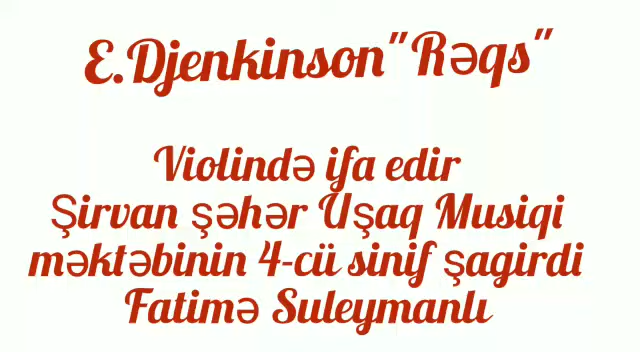 E.Djenkinson"Rəqs"
Violində ifa edir
Şirvan şəhər Uşaq Musiqi
məktəbinin 4-cü sinif şagirdi
Fatimə Suleymanlı